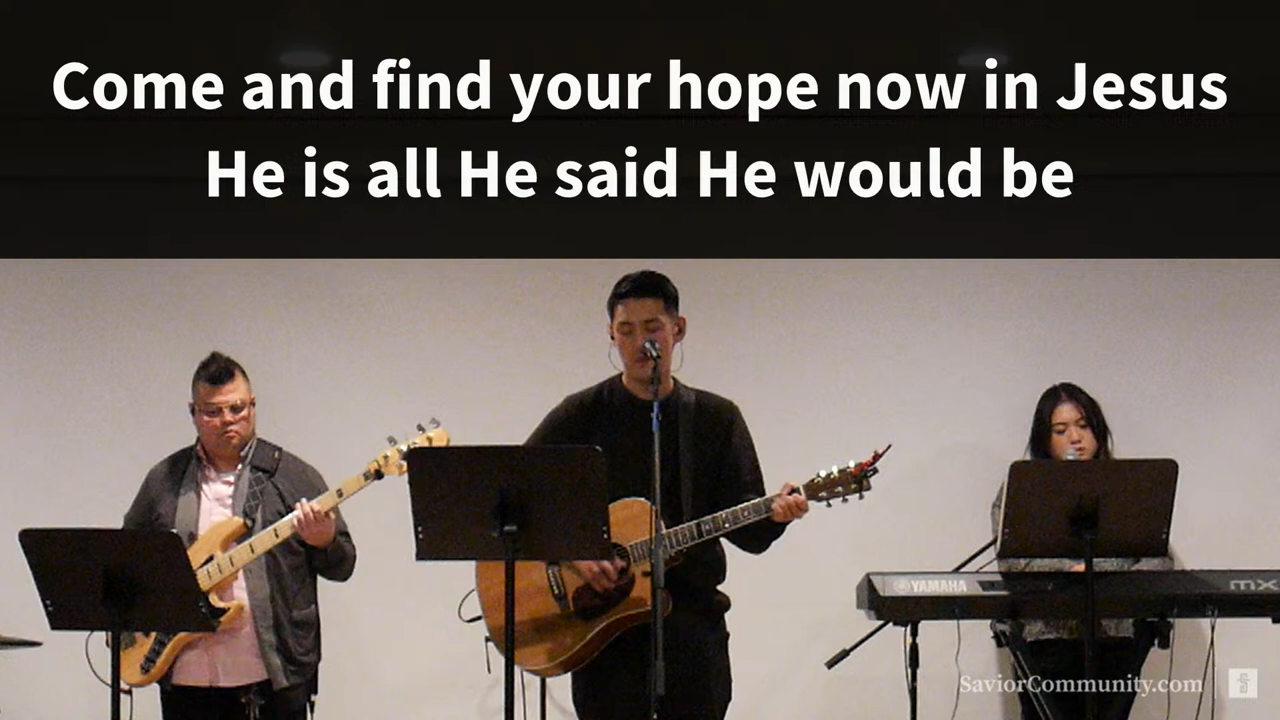 Come and find your hope now in Jesus
He is all He said He would be
YAMAHA
MX
SaviorCommunity.com